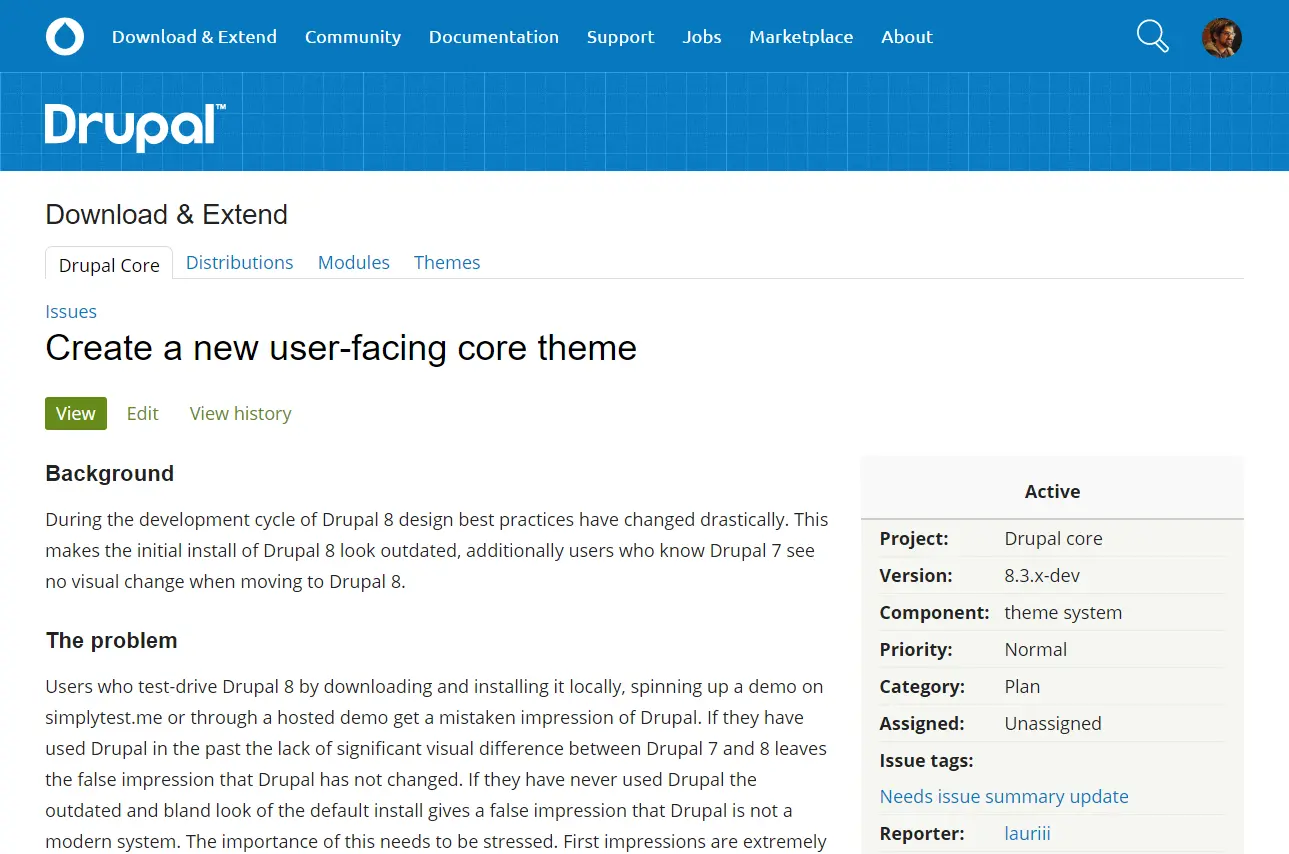 Download & Extend Community Documentation Support Jobs Marketplace About
Drupal™
Download & Extend
Drupal Core Distributions Modules Themes
Issues
Create a new user-facing core theme
View Edit View history
Background
During the development cycle of Drupal 8 design best practices have changed drastically. This
makes the initial install of Drupal 8 look outdated, additionally users who know Drupal 7 see
no visual change when moving to Drupal 8.
The problem
Users who test-drive Drupal 8 by downloading and installing it locally, spinning up a demo on
simplytest.me or through a hosted demo get a mistaken impression of Drupal. If they have
used Drupal in the past the lack of significant visual difference between Drupal 7 and 8 leaves
the false impression that Drupal has not changed. If they have never used Drupal the
outdated and bland look of the default install gives a false impression that Drupal is not a
modern system. The importance of this needs to be stressed. First impressions are extremely
Active
Project: Drupal core
Version: 8.3.x-dev
Component: theme system
Priority: Normal
Category: Plan
Assigned: Unassigned
Issue tags:
Needs issue summary update
Reporter: lauriii